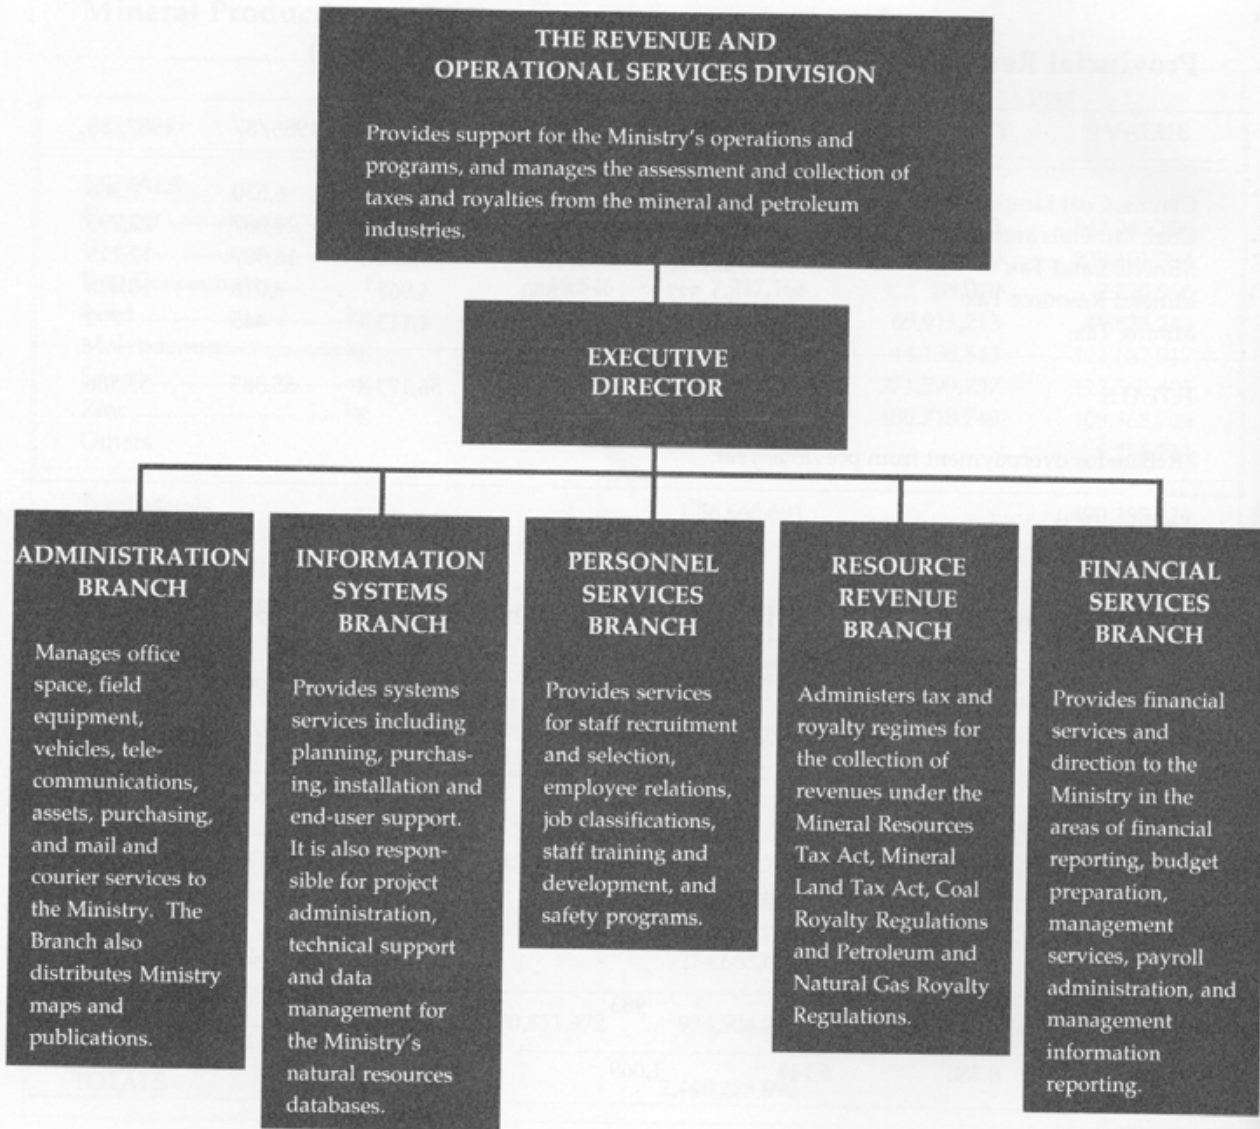 THE REVENUE AND
OPERATIONAL SERVICES DIVISION
Provides support for the Ministry's operations and
programs, and manages the assessment and collection of
taxes and royalties from the mineral and petroleum
industries.
EXECUTIVE
DIRECTOR
ADMINISTRATION
BRANCH
Manages office
space, field
equipment,
vehicles, tele-
communications,
assets, purchasing,
and mail and
courier services to
the Ministry. The
Branch also
distributes Ministry
maps and
publications.
INFORMATION
SYSTEMS
BRANCH
Provides systems
services including
planning, purchas-
ing, installation and
end-user support.
It is also respon-
sible for project
administration,
technical support
and data
management for
the Ministry's
natural resources
databases.
PERSONNEL
SERVICES
BRANCH
Provides services
for staff recruitment
and selection,
employee relations,
job classifications,
staff training and
development, and
safety programs.
RESOURCE
REVENUE
BRANCH
Administers tax and
royalty regimes for
the collection of
revenues under the
Mineral Resources
Tax Act, Mineral
Land Tax Act, Coal
Royalty Regulations
and Petroleum and
Natural Gas Royalty
Regulations.
FINANCIAL
SERVICES
BRANCH
Provides financial
services and
direction to the
Ministry in the
areas of financial
reporting, budget
preparation,
management
services, payroll
administration, and
management
information
reporting.